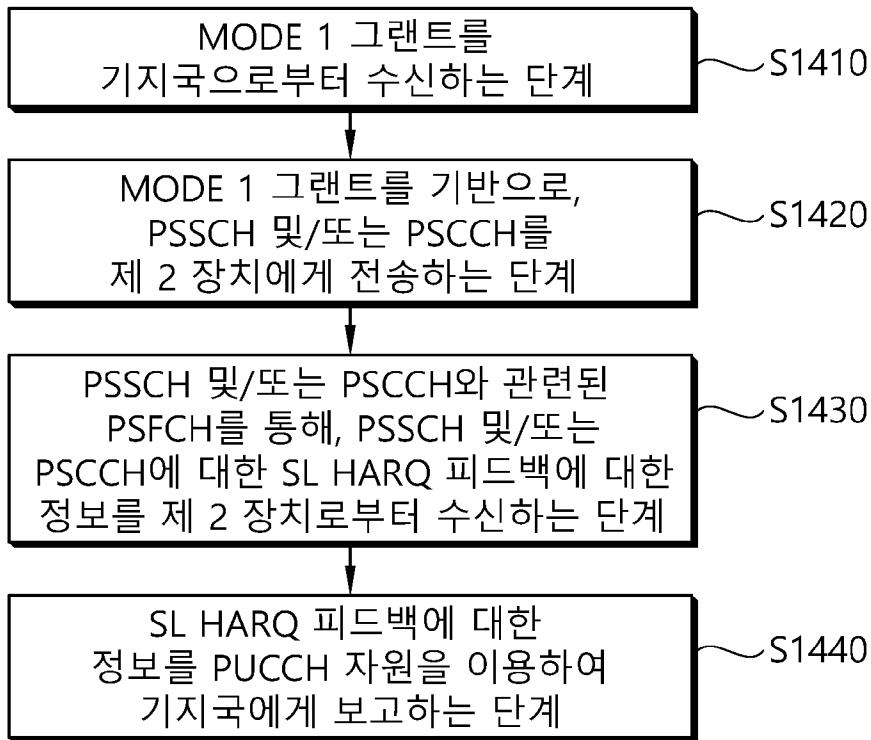 MODE 1 그랜트를
기지국으로부터 수신하는 단계
S1410
MODE 1 그랜트를 기반으로,
PSSCH 및/또는 PSCCH를
제 2 장치에게 전송하는 단계
S1420
PSSCH 및/또는 PSCCH와 관련된
PSFCH를 통해, PSSCH 및/또는
PSCCH에 대한 SL HARQ 피드백에 대한
정보를 제 2 장치로부터 수신하는 단계
S1430
SL HARQ 피드백에 대한
정보를 PUCCH 자원을 이용하여
기지국에게 보고하는 단계
S1440